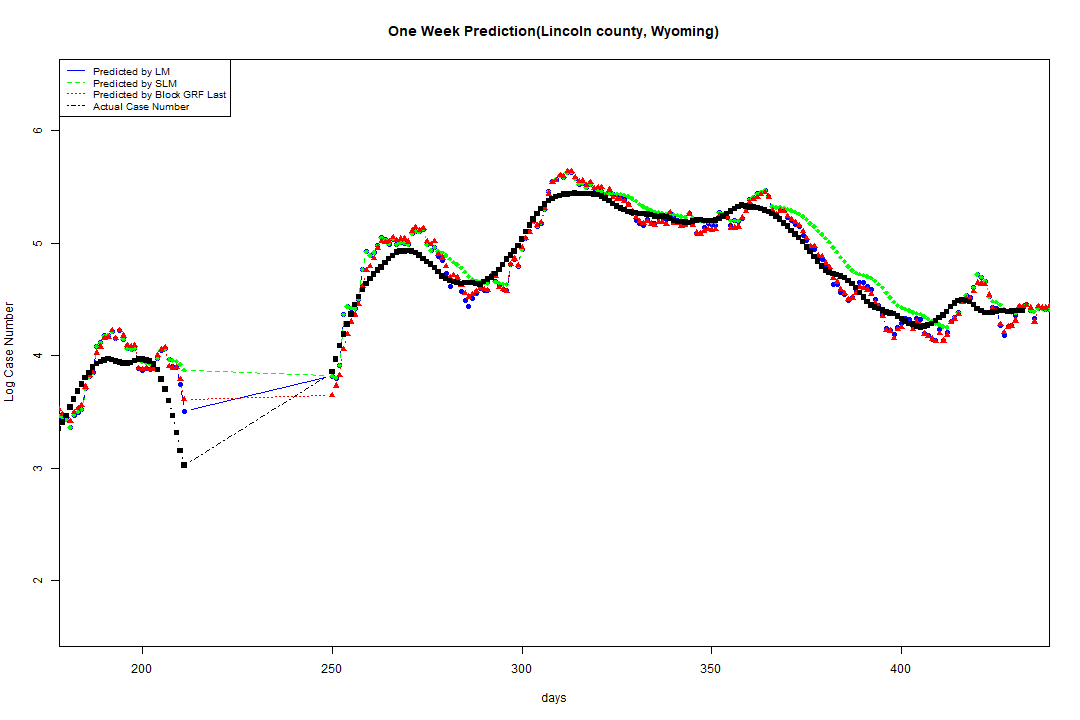 One Week Prediction(Lincoln county, Wyoming)
Predicted by LM
Predicted by SLM
Predicted by Block GRF Last
Actual Case Number
6
5
4
3
2
Log Case Number
200 250 300 350 400
days